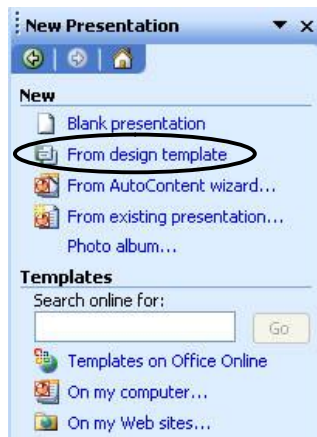 New Presentation
New
Blank presentation
From design template
From AutoContent wizard...
From existing presentation...
Photo album...
Templates
Search online for:
Go
Templates on Office Online
On my computer...
On my Web sites...